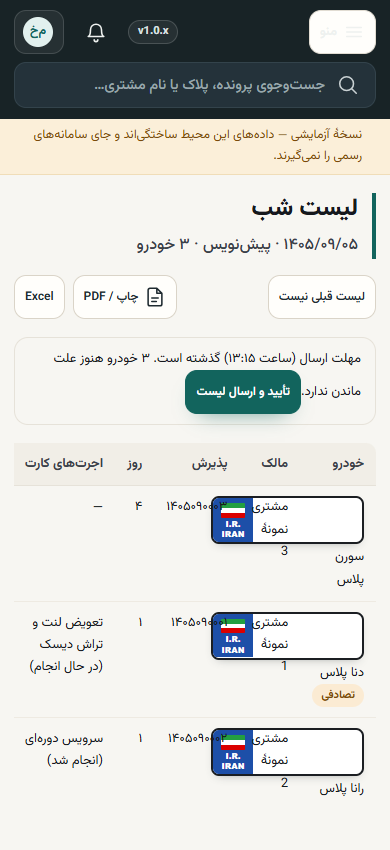 منو
v1.0.x
م‌خ
جست‌وجوی پرونده، پلاک یا نام مشتری...
نسخهٔ آزمایشی — داده‌های این محیط ساختگی‌اند و جای سامانه‌های
رسمی را نمی‌گیرند.
لیست شب
۱۴۰۵/۰۹/۰۵ · پیش‌نویس · ۳ خودرو
لیست قبلی نیست
چاپ / PDF
Excel
مهلت ارسال (ساعت ۱۳:۱۵) گذشته است. ۳ خودرو هنوز علت
ماندن ندارد.
تأیید و ارسال لیست
خودرو مالک پذیرش روز اجرت‌های کارت
I.R.
IRAN
سورن
پلاس
مشتری
نمونهٔ
3
۴
—
I.R.
IRAN
دنا پلاس
تصادفی
مشتری
نمونهٔ
1
۱
تعویض لنت و
تراش دیسک
(در حال انجام)
I.R.
IRAN
رانا پلاس
مشتری
نمونهٔ
2
۱
سرویس دوره‌ای
(انجام شد)